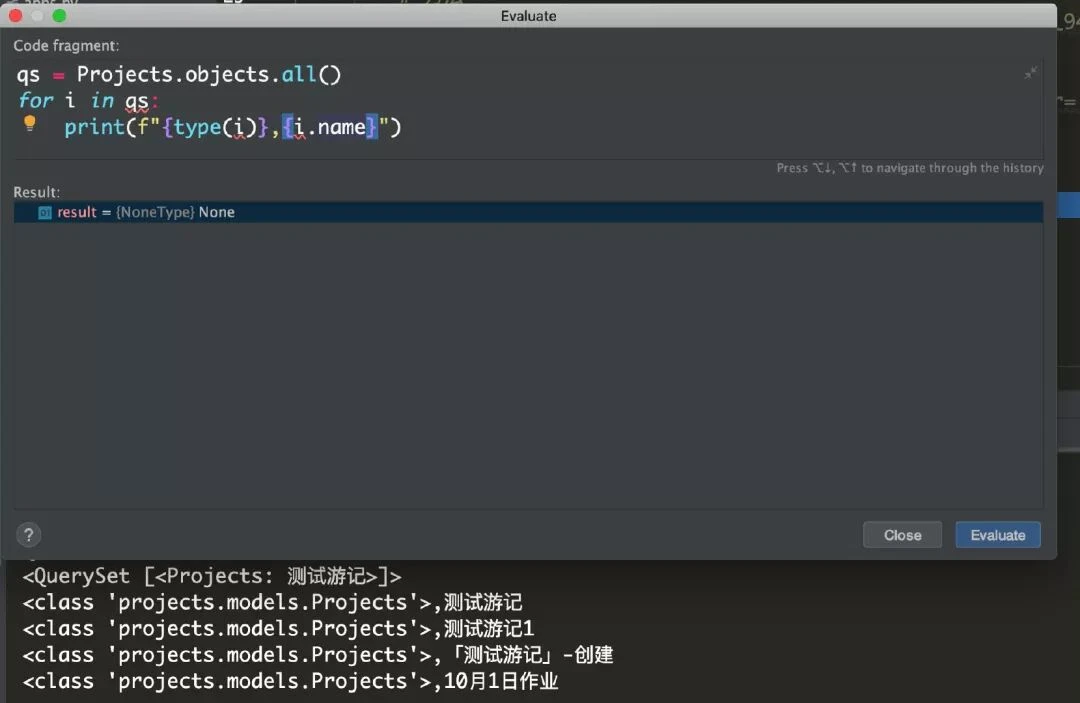 Evaluate
Code fragment:
qs = Projects.objects.all()
for i in qs:
print(f"{type(i)},{i.name}")
Press ⌥↓, ⌥↑ to navigate through the history
Result:
01 result = {NoneType} None
?
Close
Evaluate
<QuerySet [<Projects: 测试游记>]>
<class 'projects.models.Projects'>,测试游记
<class 'projects.models.Projects'>,测试游记1
<class 'projects.models.Projects'>,「测试游记」-创建
<class 'projects.models.Projects'>,10月1日作业